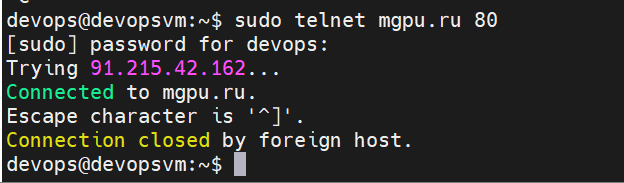 devops@devopsvm:~$ sudo telnet mgpu.ru 80
[sudo] password for devops:
Trying 91.215.42.162...
Connected to mgpu.ru.
Escape character is '^]'.
Connection closed by foreign host.
devops@devopsvm:~$